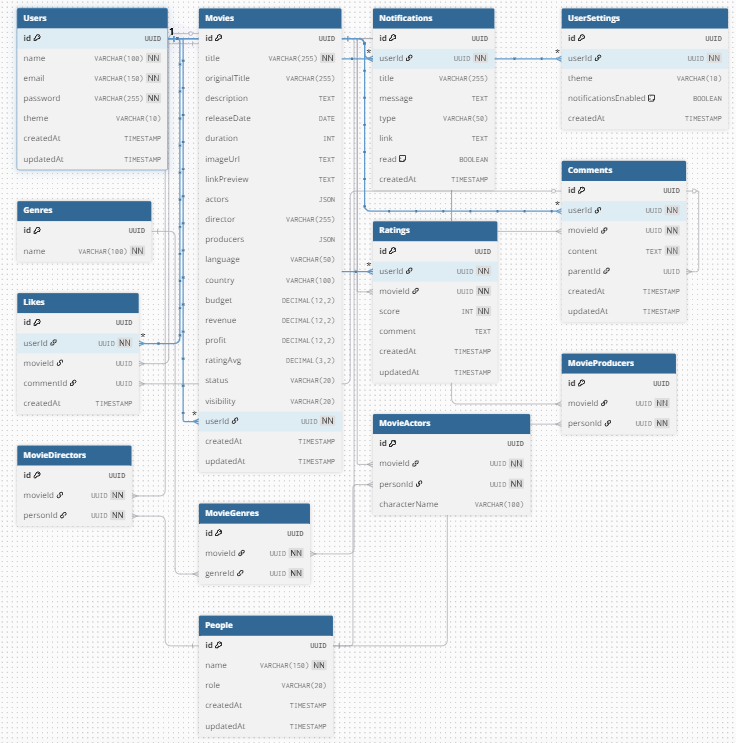 Users
id UUID
name VARCHAR(100) NN
email VARCHAR(150) NN
password VARCHAR(255) NN
theme VARCHAR(10)
createdAt TIMESTAMP
updatedAt TIMESTAMP
1
Genres
id UUID
name VARCHAR(100) NN
Likes
id UUID
userId UUID NN
*
movieId UUID
commentId UUID
createdAt TIMESTAMP
MovieDirectors
id UUID
movieId UUID NN
personId UUID NN
Movies
id UUID
title VARCHAR(255) NN
originalTitle VARCHAR(255)
description TEXT
releaseDate DATE
duration INT
imageUrl TEXT
linkPreview TEXT
actors JSON
director VARCHAR(255)
producers JSON
language VARCHAR(50)
country VARCHAR(100)
budget DECIMAL(12,2)
revenue DECIMAL(12,2)
profit DECIMAL(12,2)
ratingAvg DECIMAL(3,2)
status VARCHAR(20)
visibility VARCHAR(20)
*
userId UUID NN
createdAt TIMESTAMP
updatedAt TIMESTAMP
MovieGenres
id UUID
movieId UUID NN
genreId UUID NN
People
id UUID
name VARCHAR(150) NN
role VARCHAR(20)
createdAt TIMESTAMP
updatedAt TIMESTAMP
Notifications
id UUID
*
userId UUID NN
title VARCHAR(255)
message TEXT
type VARCHAR(50)
link TEXT
read BOOLEAN
createdAt TIMESTAMP
Ratings
id UUID
*
userId UUID NN
movieId UUID NN
score INT NN
comment TEXT
createdAt TIMESTAMP
updatedAt TIMESTAMP
MovieActors
id UUID
movieId UUID NN
personId UUID NN
characterName VARCHAR(100)
UserSettings
id UUID
*
userId UUID NN
theme VARCHAR(10)
notificationsEnabled BOOLEAN
createdAt TIMESTAMP
Comments
id UUID
*
userId UUID NN
movieId UUID NN
content TEXT NN
parentId UUID
createdAt TIMESTAMP
updatedAt TIMESTAMP
MovieProducers
id UUID
movieId UUID NN
personId UUID NN